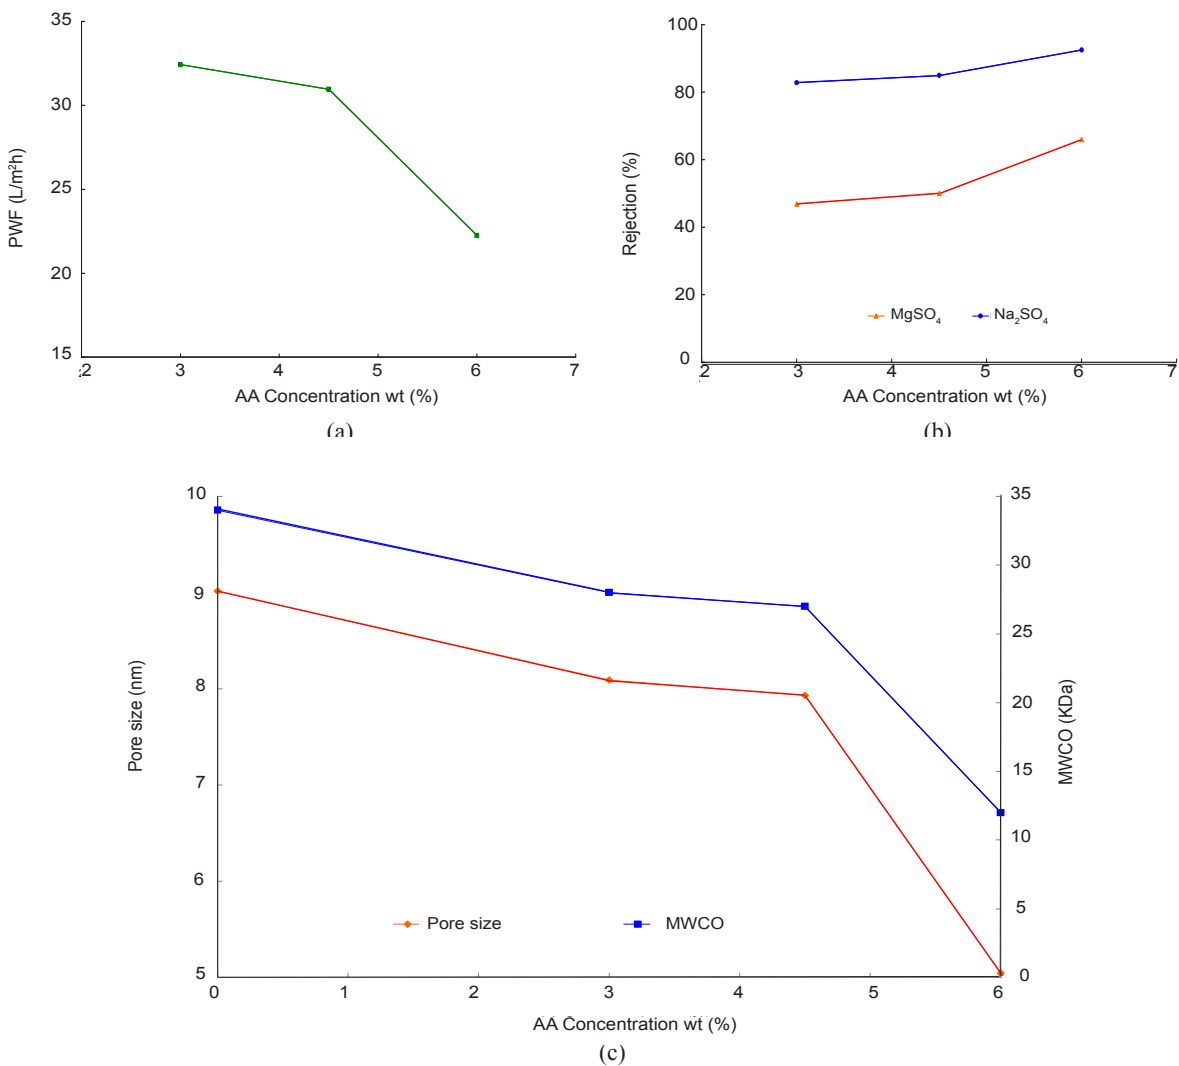 35
30
25
20
15
PWF (L/m²h)
2 3 4 5 6 7
AA Concentration wt (%)
(a)
100
80
60
40
20
0
Rejection (%)
MgSO₄ Na₂SO₄
2 3 4 5 6 7
AA Concentration wt (%)
(b)
10
9
8
7
6
5
Pore size (nm)
35
30
25
20
15
10
5
0
MWCO (KDa)
Pore size MWCO
0 1 2 3 4 5 6
AA Concentration wt (%)
(c)